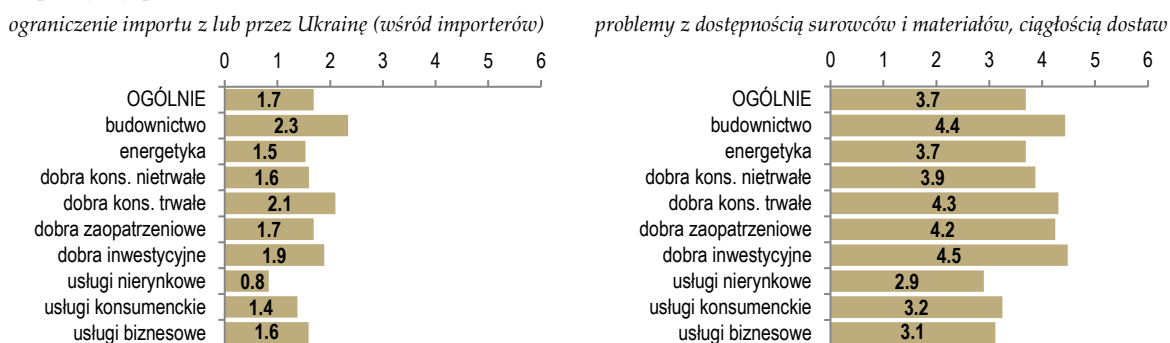 ograniczenie importu z lub przez Ukrainę (wśród importerów)
0 1 2 3 4 5 6
OGÓLNIE 1.7
budownictwo 2.3
energetyka 1.5
dobra kons. nietrwałe 1.6
dobra kons. trwałe 2.1
dobra zaopatrzeniowe 1.7
dobra inwestycyjne 1.9
usługi nierynkowe 0.8
usługi konsumenckie 1.4
usługi biznesowe 1.6
problemy z dostępnością surowców i materiałów, ciągłością dostaw
0 1 2 3 4 5 6
OGÓLNIE 3.7
budownictwo 4.4
energetyka 3.7
dobra kons. nietrwałe 3.9
dobra kons. trwałe 4.3
dobra zaopatrzeniowe 4.2
dobra inwestycyjne 4.5
usługi nierynkowe 2.9
usługi konsumenckie 3.2
usługi biznesowe 3.1